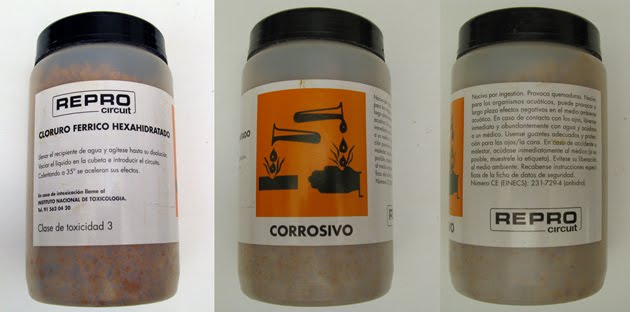 REPRO
circuit
CLORURO FERRICO HEXAHIDRATADO
Llenar el recipiente de agua y agitese hasta su disolución.
Vaciar el líquido en la cubeta e introducir el circuito.
Calentando a 35° se aceleran sus efectos.
En caso de intoxicación llame al
INSTITUTO NACIONAL DE TOXICOLOGIA.
Tel. 91 562 04 20
Clase de toxicidad 3
CORROSIVO
Nocivo por ingestión. Provoca quemaduras. Nocivo
para los organismos acuáticos, puede provocar a
largo plazo efectos negativos en el medio ambiente
acuático. En caso de contacto con los ojos, lávense
inmediata y abundantemente con agua y acúdase
a un médico. Usense guantes adecuados y protec-
ción para los ojos/la cara. En caso de accidente o
malestar, acúdase inmediatamente al médico (si es
posible, muestrele la etiqueta). Evitese su liberación
al medio ambiente. Recabense instrucciones especí-
ficas de la ficha de datos de seguridad.
Número CE (EINECS): 231-729-4 (anhidro).
REPRO
circuit